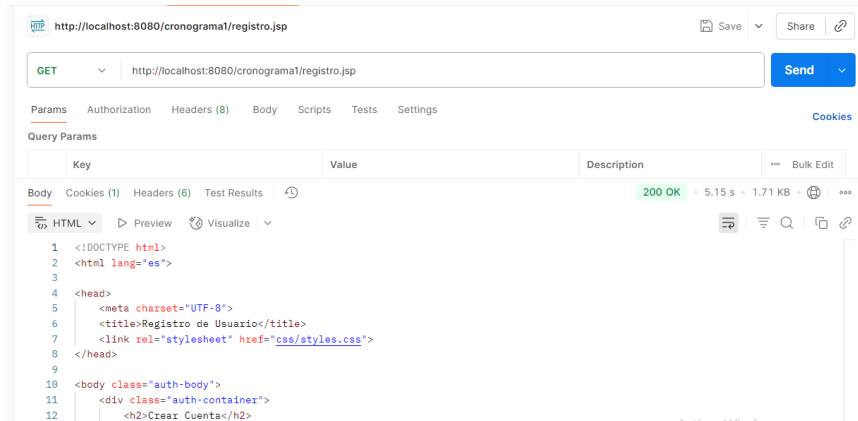 HTTP http://localhost:8080/cronograma1/registro.jsp Save Share
GET http://localhost:8080/cronograma1/registro.jsp Send
Params Authorization Headers (8) Body Scripts Tests Settings Cookies
Query Params
Key Value Description Bulk Edit
Body Cookies (1) Headers (6) Test Results 200 OK 5.15 s 1.71 KB
HTML Preview Visualize
1 <!DOCTYPE html>
2 <html lang="es">
3
4 <head>
5 <meta charset="UTF-8">
6 <title>Registro de Usuario</title>
7 <link rel="stylesheet" href="css/styles.css">
8 </head>
9
10 <body class="auth-body">
11 <div class="auth-container">
12 <h2>Crear Cuenta</h2>